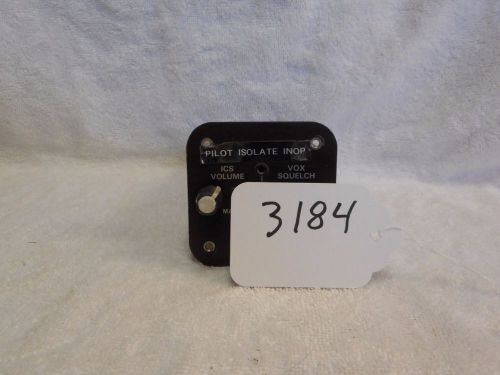 PILOT ISOLATE INOP
ICS VOX
VOLUME SQUELCH
3184